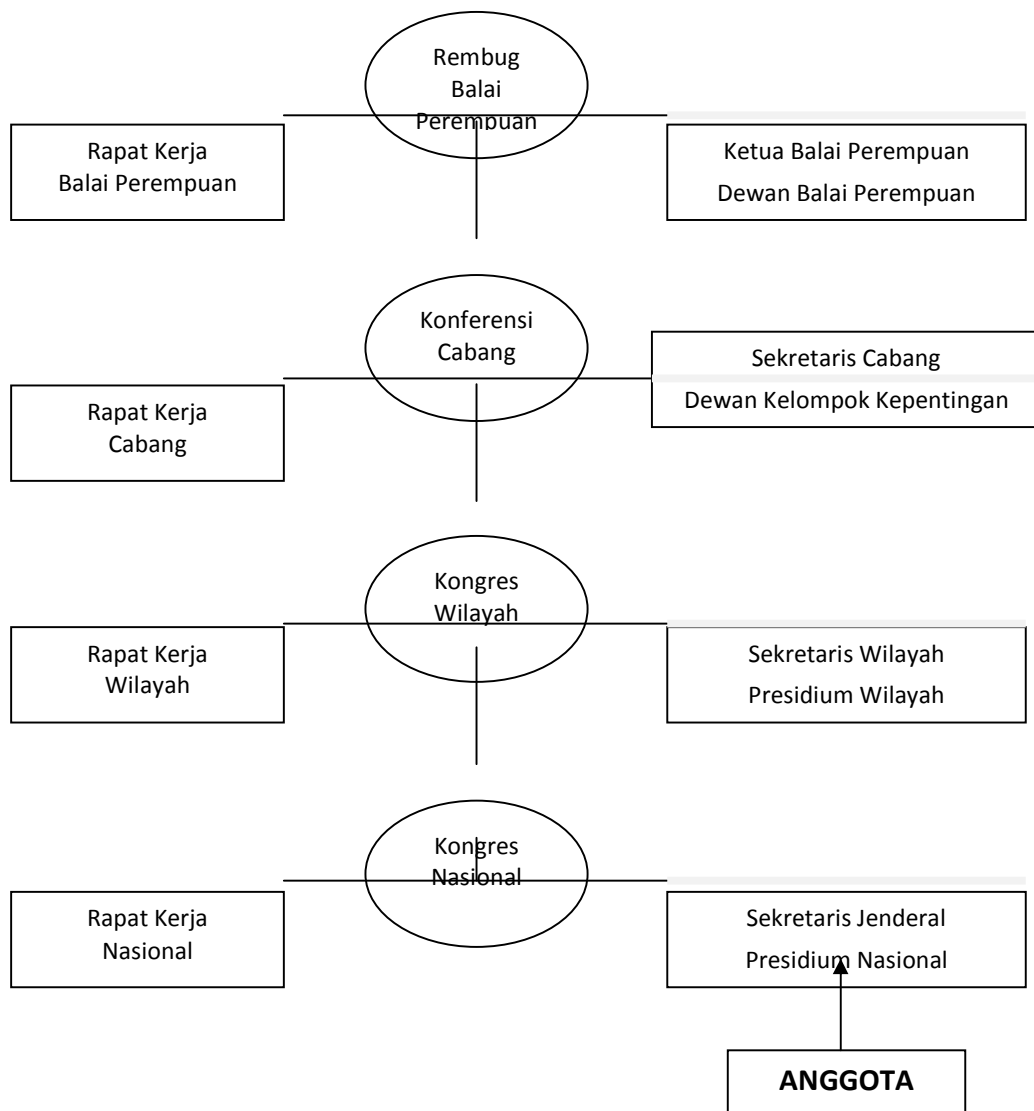 Rembug
Balai
Perempuan
Rapat Kerja
Balai Perempuan
Ketua Balai Perempuan
Dewan Balai Perempuan
Konferensi
Cabang
Rapat Kerja
Cabang
Sekretaris Cabang
Dewan Kelompok Kepentingan
Kongres
Wilayah
Rapat Kerja
Wilayah
Sekretaris Wilayah
Presidium Wilayah
Kongres
Nasional
Rapat Kerja
Nasional
Sekretaris Jenderal
Presidium Nasional
ANGGOTA